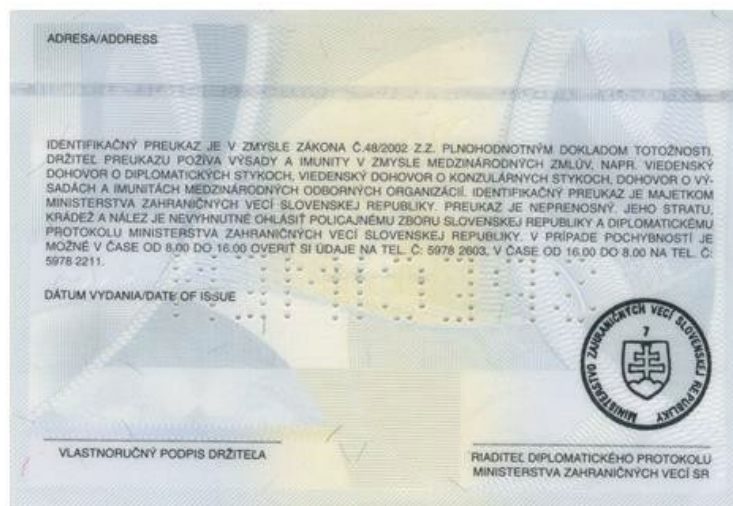 ADRESA/ADDRESS
IDENTIFIKAČNÝ PREUKAZ JE V ZMYSLE ZÁKONA Č.48/2002 Z.Z. PLNOHODNOTNÝM DOKLADOM TOTOŽNOSTI.
DRŽITEĽ PREUKAZU POŽÍVA VÝSADY A IMUNITY V ZMYSLE MEDZINÁRODNÝCH ZMLÚV, NAPR. VIEDENSKÝ
DOHOVOR O DIPLOMATICKÝCH STYKOCH, VIEDENSKÝ DOHOVOR O KONZULÁRNYCH STYKOCH, DOHOVOR O VÝ-
SADÁCH A IMUNITÁCH MEDZINÁRODNÝCH ODBORNÝCH ORGANIZÁCIÍ. IDENTIFIKAČNÝ PREUKAZ JE MAJETKOM
MINISTERSTVA ZAHRANIČNÝCH VECÍ SLOVENSKEJ REPUBLIKY. PREUKAZ JE NEPRENOSNÝ. JEHO STRATU,
KRÁDEŽ A NÁLEZ JE NEVYHNUTNÉ OHLÁSIŤ POLICAJNÉMU ZBORU SLOVENSKEJ REPUBLIKY A DIPLOMATICKÉMU
PROTOKOLU MINISTERSTVA ZAHRANIČNÝCH VECÍ SLOVENSKEJ REPUBLIKY. V PRÍPADE POCHYBNOSTÍ JE
MOŽNÉ V ČASE OD 8.00 DO 16.00 OVERIŤ SI ÚDAJE NA TEL. Č: 5978 2603, V ČASE OD 16.00 DO 8.00 NA TEL. Č:
5978 2211.
DÁTUM VYDANIA/DATE OF ISSUE
MINISTERSTVO ZAHRANIČNÝCH VECÍ SLOVENSKEJ REPUBLIKY
7
VLASTNORUČNÝ PODPIS DRŽITEĽA
RIADITEĽ DIPLOMATICKÉHO PROTOKOLU
MINISTERSTVA ZAHRANIČNÝCH VECÍ SR